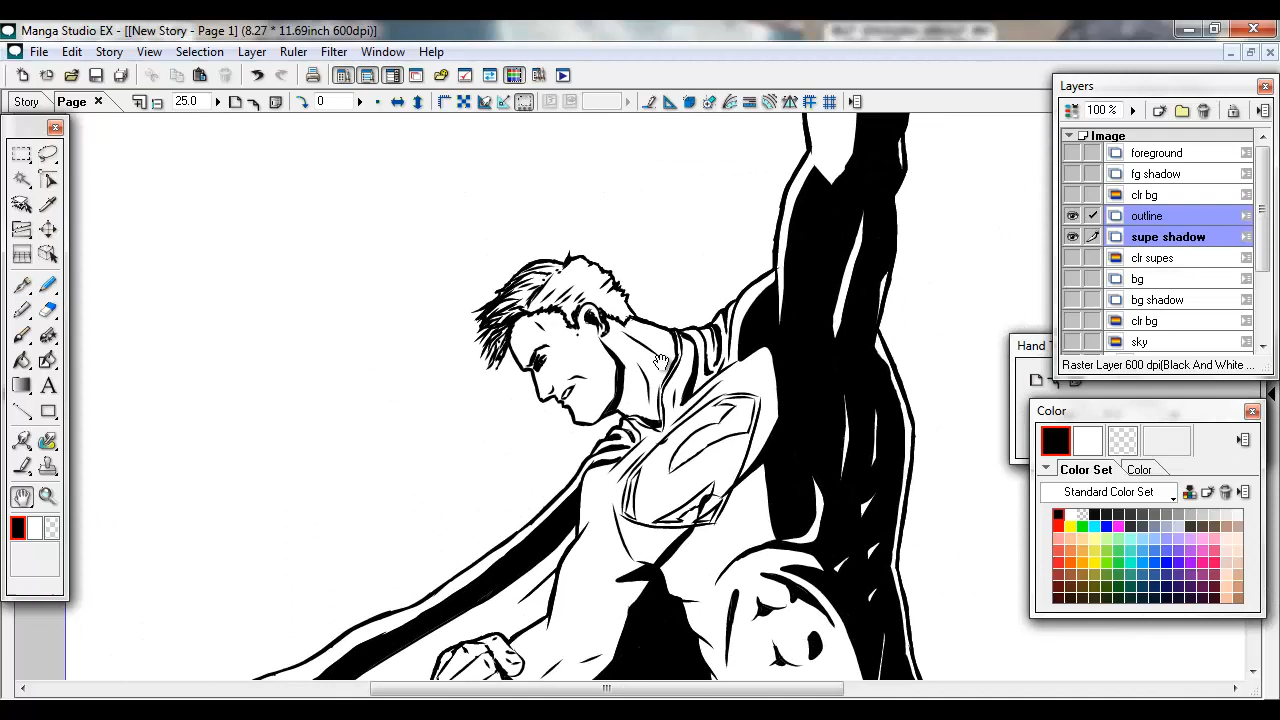 Manga Studio EX - [[New Story - Page 1] (8.27 * 11.69inch 600dpi)]
File Edit Story View Selection Layer Ruler Filter Window Help
Story Page 25.0 0
Layers
100 %
Image
foreground
fg shadow
clr bg
outline
supe shadow
clr supes
bg
bg shadow
clr bg
sky
Raster Layer 600 dpi(Black And White ...
Hand
Color
Color Set Color
Standard Color Set
A